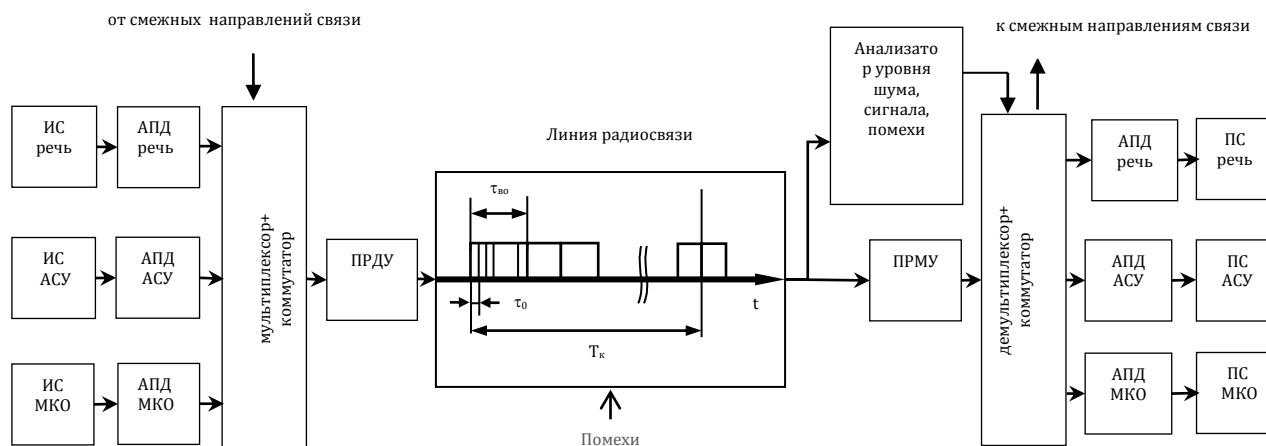 от смежных направлений связи
к смежным направлениям связи
Анализато
р уровня
шума,
сигнала,
помехи
ИС
речь
АПД
речь
Линия радиосвязи
АПД
речь
ПС
речь
τво
мультиплексор+
коммутатор
демультиплексор+
коммутатор
ИС
АСУ
АПД
АСУ
ПРДУ
ПРМУ
АПД
АСУ
ПС
АСУ
τ0
t
Тк
ИС
МКО
АПД
МКО
АПД
МКО
ПС
МКО
Помехи